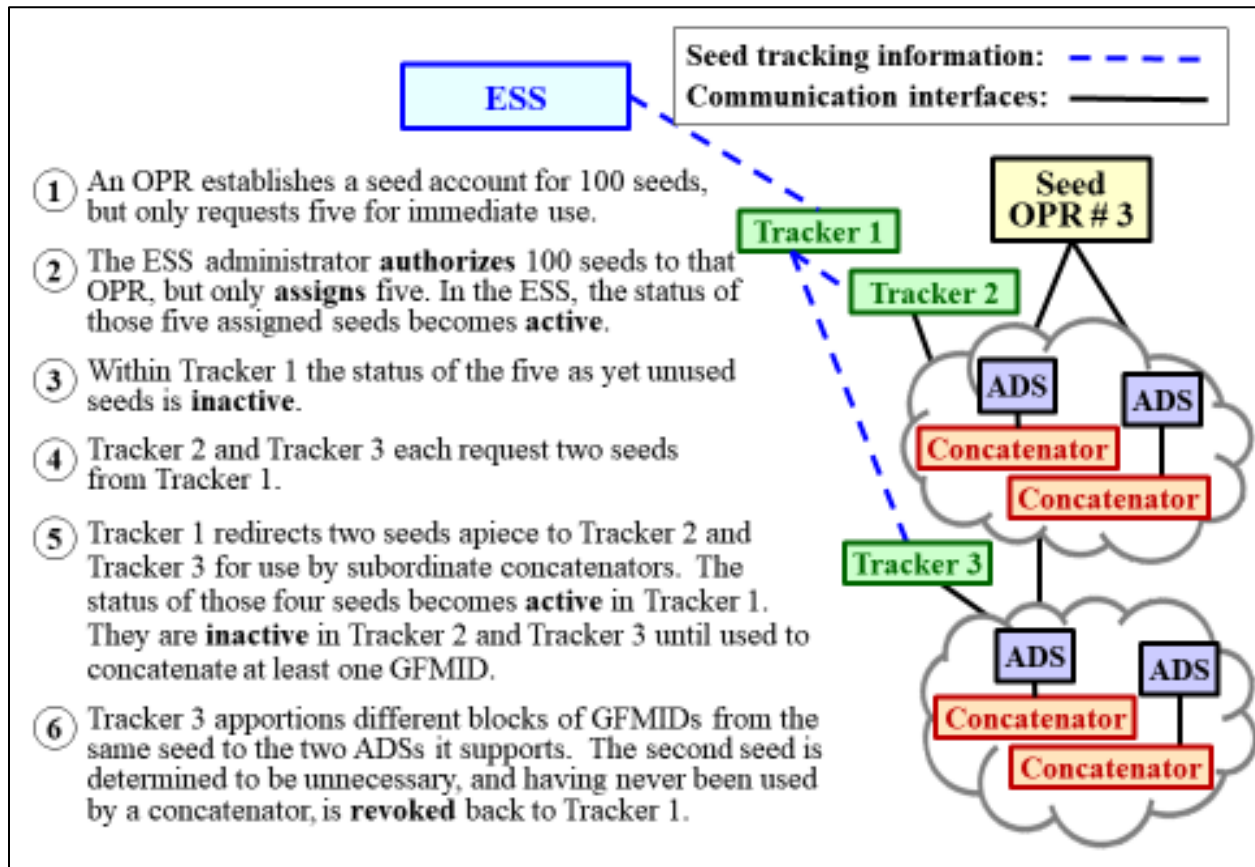 Seed tracking information:
Communication interfaces:
ESS
Seed
OPR # 3
Tracker 1
Tracker 2
ADS
ADS
Concatenator
Concatenator
Tracker 3
ADS
ADS
Concatenator
Concatenator
1 An OPR establishes a seed account for 100 seeds,
but only requests five for immediate use.
2 The ESS administrator authorizes 100 seeds to that
OPR, but only assigns five. In the ESS, the status of
those five assigned seeds becomes active.
3 Within Tracker 1 the status of the five as yet unused
seeds is inactive.
4 Tracker 2 and Tracker 3 each request two seeds
from Tracker 1.
5 Tracker 1 redirects two seeds apiece to Tracker 2 and
Tracker 3 for use by subordinate concatenators. The
status of those four seeds becomes active in Tracker 1.
They are inactive in Tracker 2 and Tracker 3 until used to
concatenate at least one GFMID.
6 Tracker 3 apportions different blocks of GFMIDs from the
same seed to the two ADSs it supports. The second seed is
determined to be unnecessary, and having never been used
by a concatenator, is revoked back to Tracker 1.